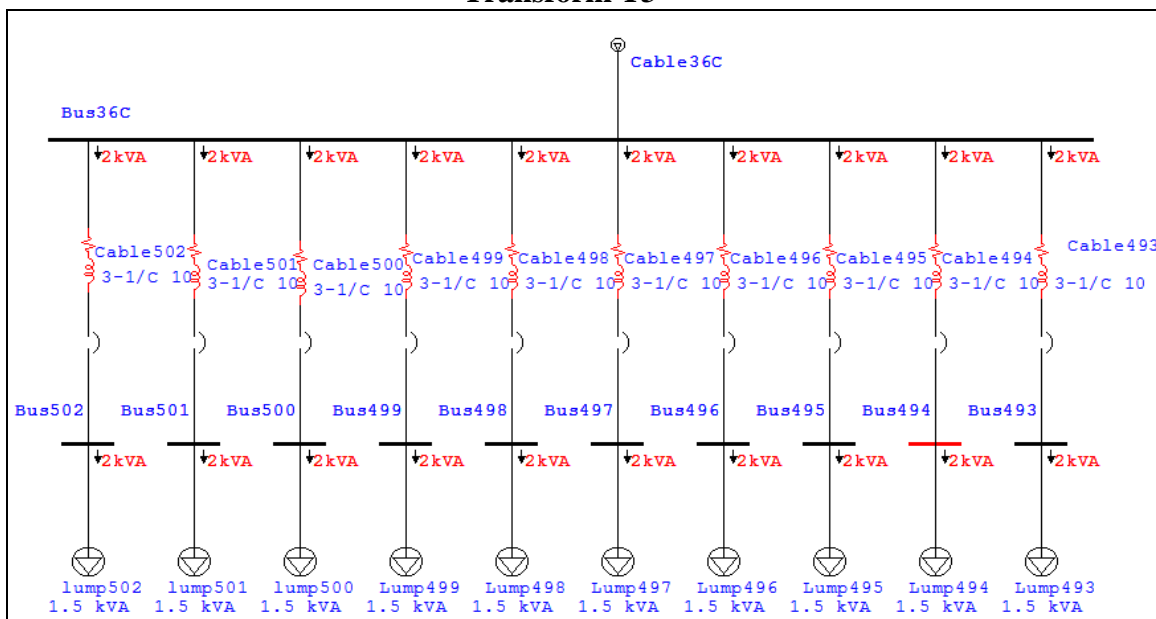 Cable36C
Bus36C
2kVA 2kVA 2kVA 2kVA 2kVA 2kVA 2kVA 2kVA 2kVA 2kVA
Cable502 Cable501 Cable500 Cable499 Cable498 Cable497 Cable496 Cable495 Cable494 Cable493
3-1/C 10 3-1/C 10 3-1/C 10 3-1/C 10 3-1/C 10 3-1/C 10 3-1/C 10 3-1/C 10 3-1/C 10 3-1/C 10
Bus502 Bus501 Bus500 Bus499 Bus498 Bus497 Bus496 Bus495 Bus494 Bus493
2kVA 2kVA 2kVA 2kVA 2kVA 2kVA 2kVA 2kVA 2kVA 2kVA
lump502 lump501 lump500 Lump499 Lump498 Lump497 Lump496 Lump495 Lump494 Lump493
1.5 kVA 1.5 kVA 1.5 kVA 1.5 kVA 1.5 kVA 1.5 kVA 1.5 kVA 1.5 kVA 1.5 kVA 1.5 kVA